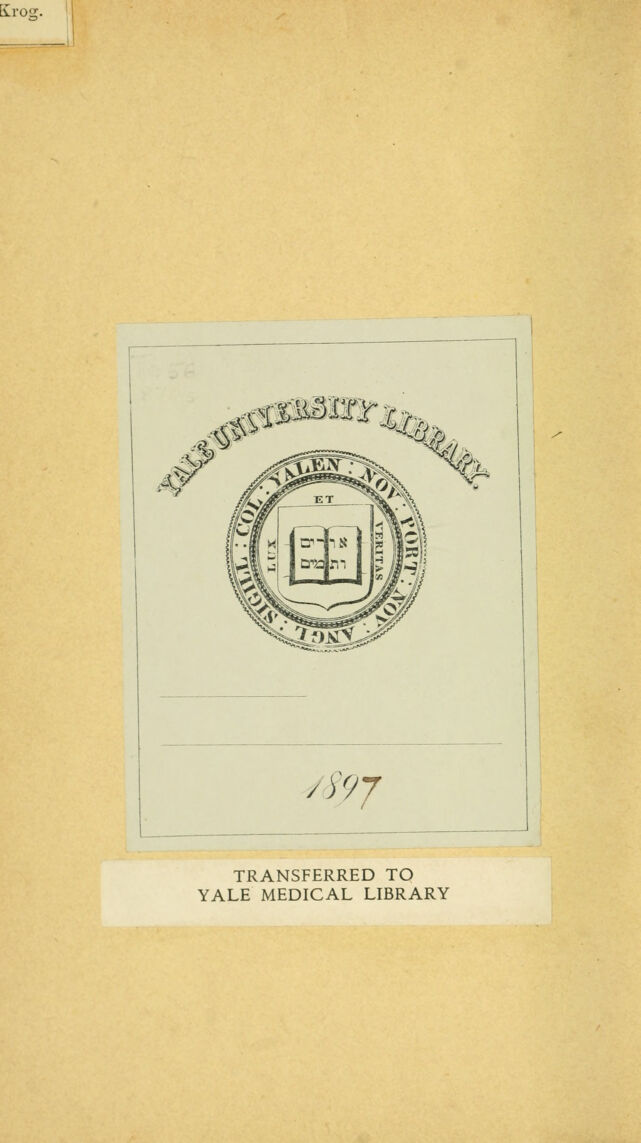 Krog.
YALE UNIVERSITY LIBRARY.
SIGILL : COL : YALEN : NOV : PORT : NOV : ANGL :
ET
LUX
VERITAS
אורים
ותמים
1897
TRANSFERRED TO
YALE MEDICAL LIBRARY